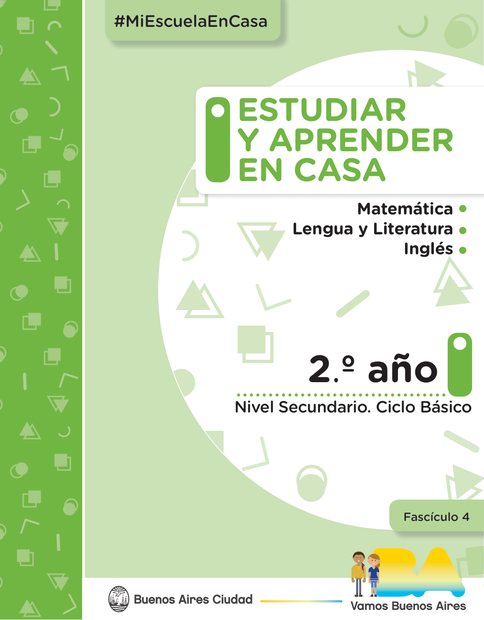 #MiEscuelaEnCasa
ESTUDIAR
Y APRENDER
EN CASA
Matemática
Lengua y Literatura
Inglés
2.º año
Nivel Secundario. Ciclo Básico
Fascículo 4
BA
Buenos Aires Ciudad
Vamos Buenos Aires